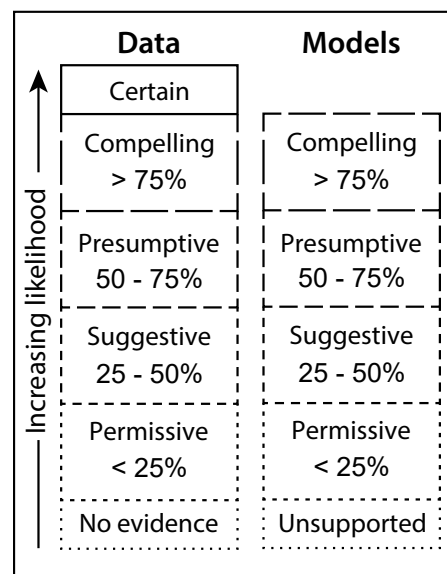 Data
Models
Certain
Compelling
> 75%
Compelling
> 75%
Presumptive
50 - 75%
Presumptive
50 - 75%
Suggestive
25 - 50%
Suggestive
25 - 50%
Permissive
< 25%
Permissive
< 25%
No evidence
Unsupported
Increasing likelihood